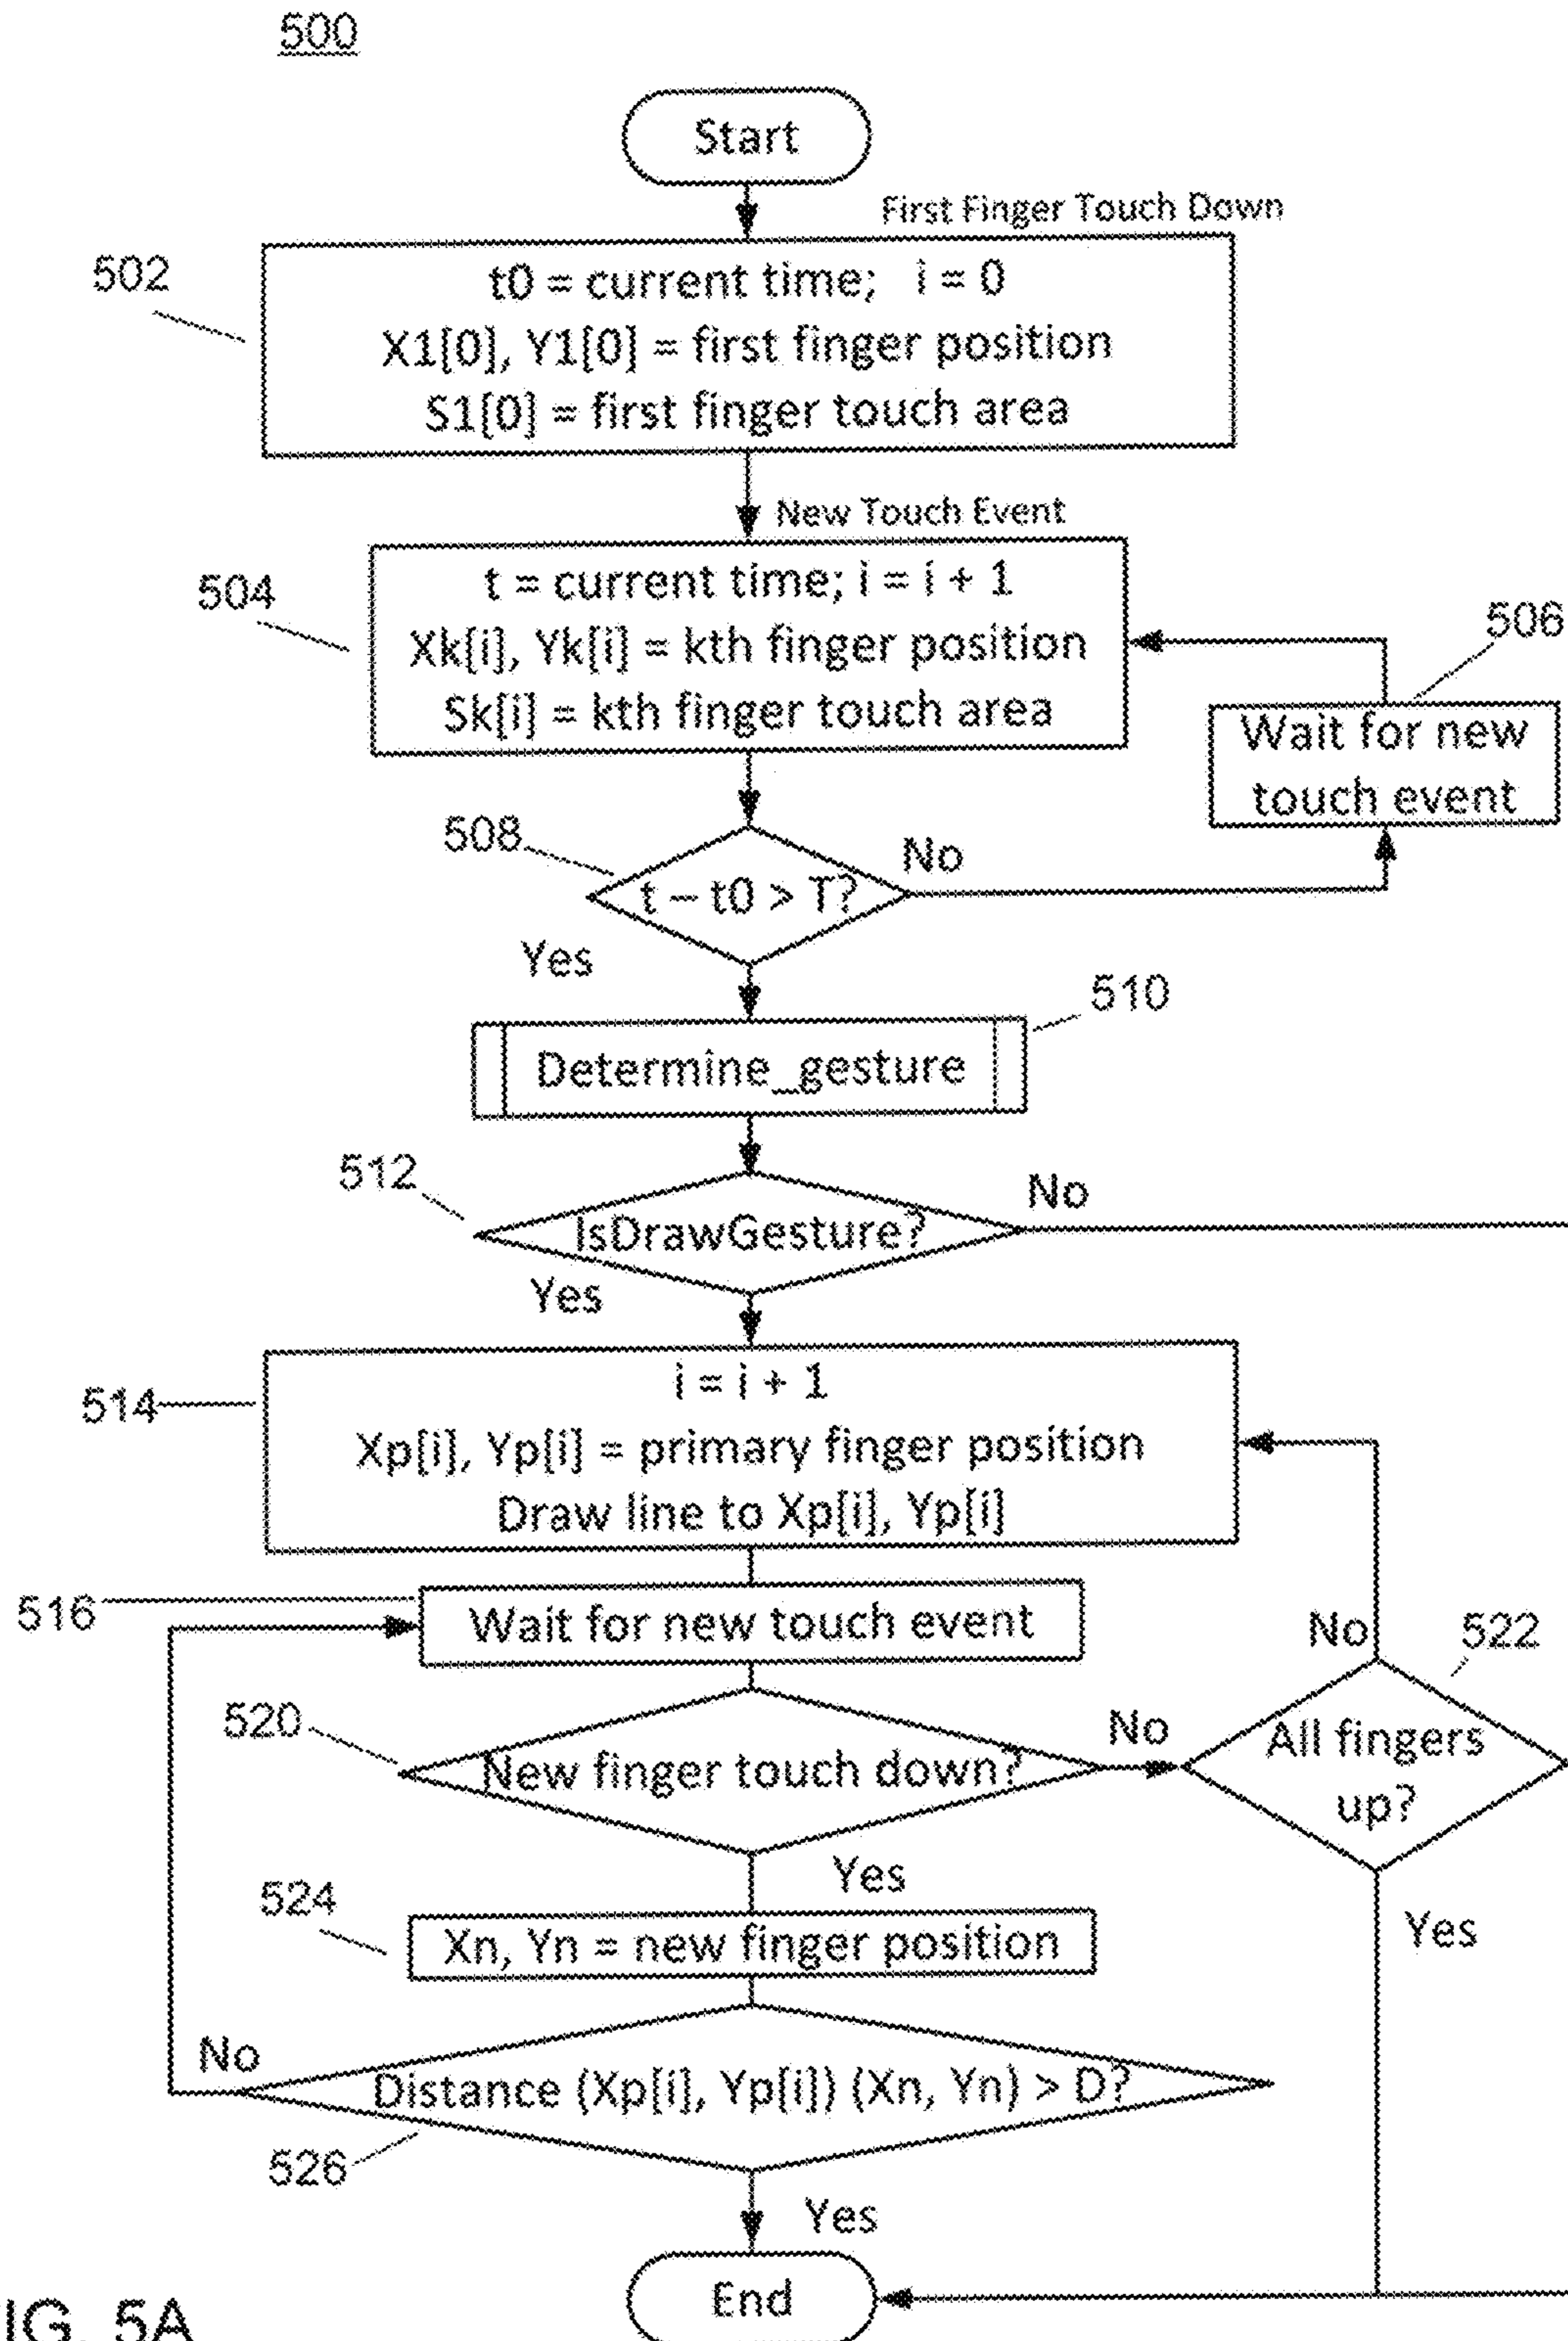 500
Start
First Finger Touch Down
502
t0 = current time; i = 0
X1[0], Y1[0] = first finger position
S1[0] = first finger touch area
New Touch Event
504
t = current time; i = i + 1
Xk[i], Yk[i] = kth finger position
Sk[i] = kth finger touch area
506
Wait for new
touch event
508
t – t0 > T?
No
Yes
510
Determine_gesture
512
IsDrawGesture?
No
Yes
514
i = i + 1
Xp[i], Yp[i] = primary finger position
Draw line to Xp[i], Yp[i]
516
Wait for new touch event
520
New finger touch down?
No
522
All fingers
up?
No
Yes
Yes
524
Xn, Yn = new finger position
No
Distance (Xp[i], Yp[i]) (Xn, Yn) > D?
526
Yes
End
IG. 5A